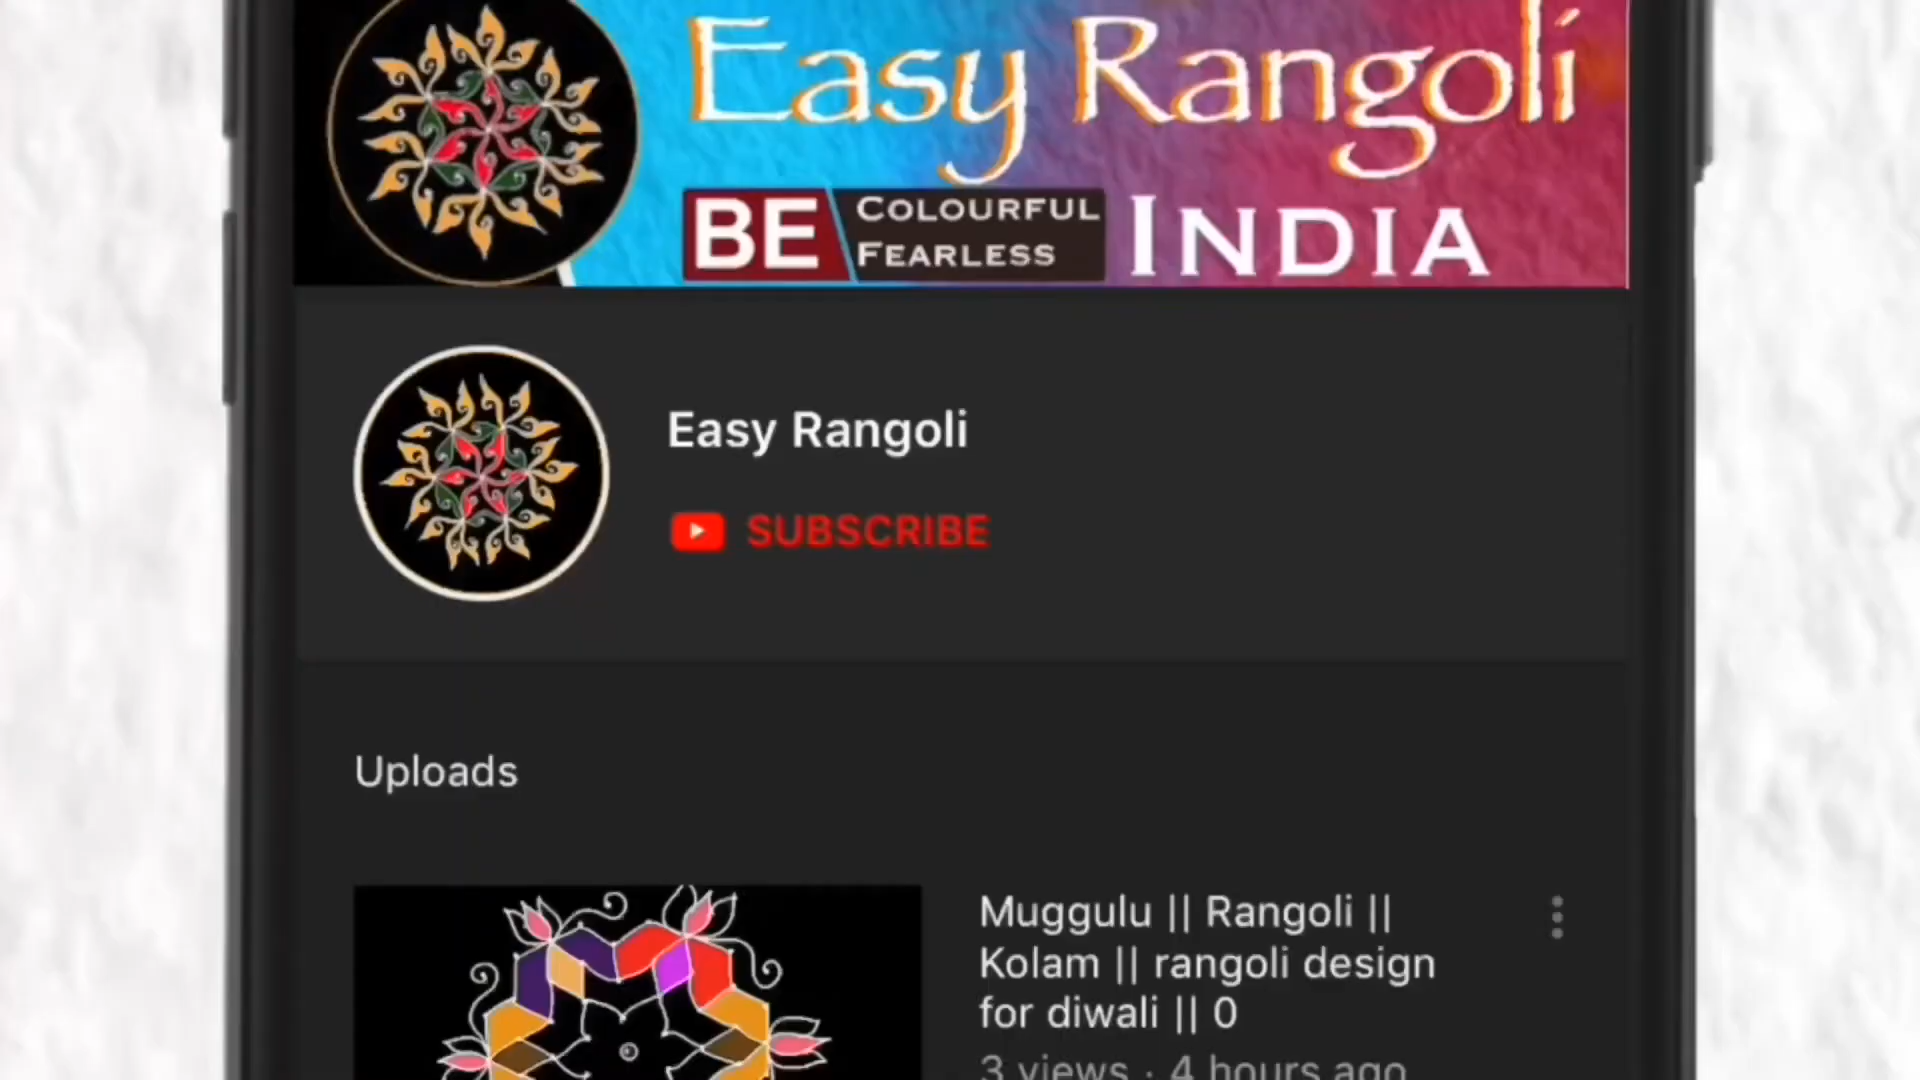 Easy Rangoli
BE COLOURFUL FEARLESS INDIA
Easy Rangoli
SUBSCRIBE
Uploads
Muggulu || Rangoli ||
Kolam || rangoli design
for diwali || 0
3 views · 4 hours ago